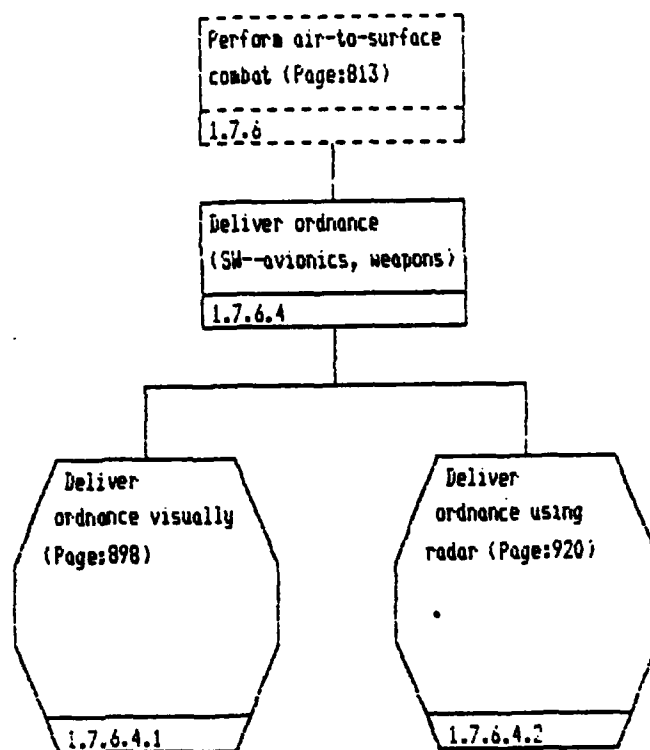 Perform air-to-surface
combat (Page:813)
1.7.6
Deliver ordnance
(SW--avionics, weapons)
1.7.6.4
Deliver
ordnance visually
(Page:898)
1.7.6.4.1
Deliver
ordnance using
radar (Page:920)
1.7.6.4.2